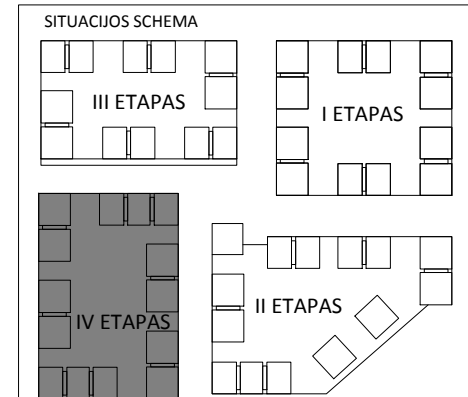 SITUACIJOS SCHEMA
III ETAPAS
I ETAPAS
IV ETAPAS
II ETAPAS